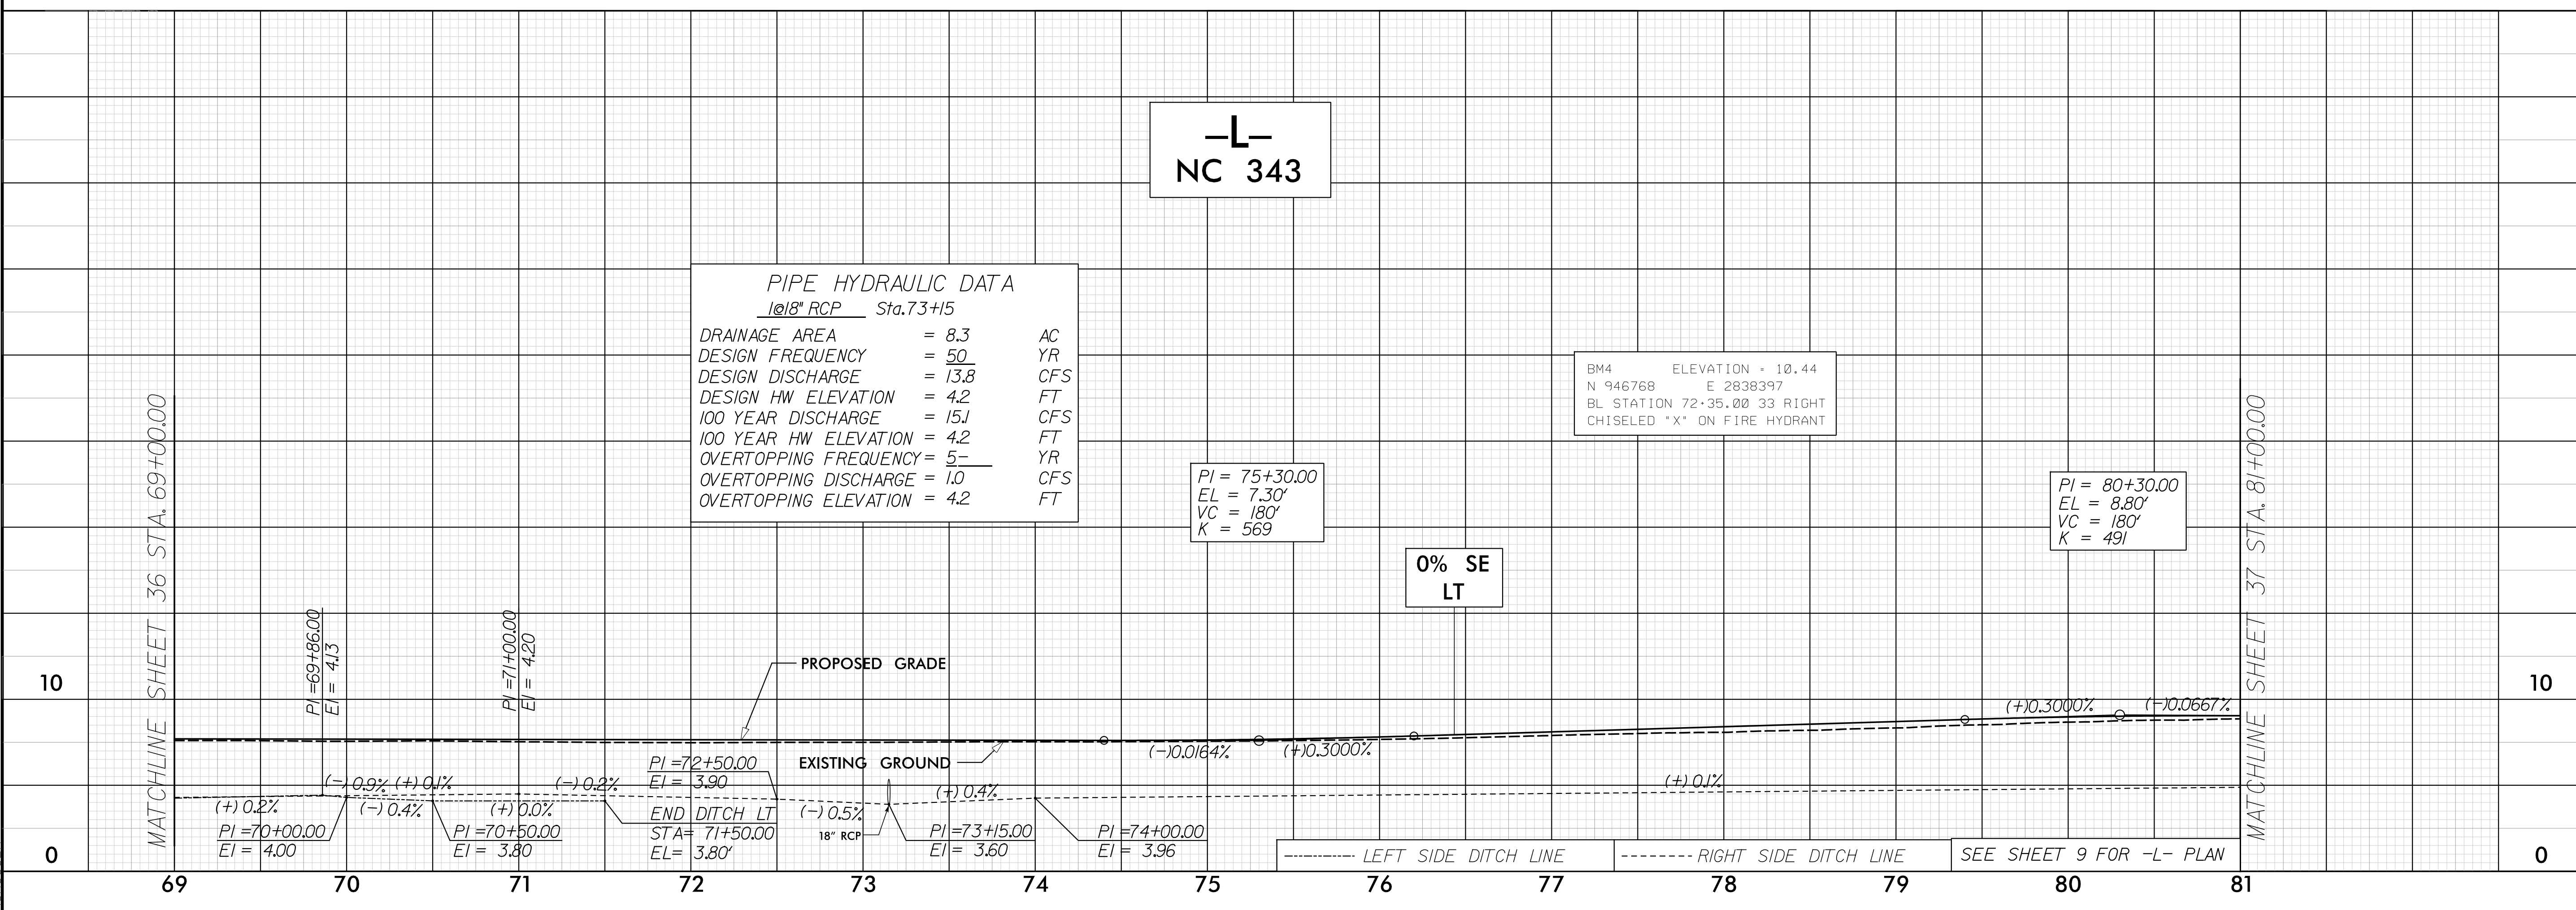 –L–
NC 343
PIPE HYDRAULIC DATA
1@18" RCP Sta.73+15
DRAINAGE AREA = 8.3 AC
DESIGN FREQUENCY = 50 YR
DESIGN DISCHARGE = 13.8 CFS
DESIGN HW ELEVATION = 4.2 FT
100 YEAR DISCHARGE = 15.1 CFS
100 YEAR HW ELEVATION = 4.2 FT
OVERTOPPING FREQUENCY = 5- YR
OVERTOPPING DISCHARGE = 1.0 CFS
OVERTOPPING ELEVATION = 4.2 FT
BM4 ELEVATION = 10.44
N 946768 E 2838397
BL STATION 72+35.00 33 RIGHT
CHISELED "X" ON FIRE HYDRANT
PI = 75+30.00
EL = 7.30'
VC = 180'
K = 569
PI = 80+30.00
EL = 8.80'
VC = 180'
K = 491
0% SE
LT
MATCHLINE SHEET 36 STA. 69+00.00
MATCHLINE SHEET 37 STA. 81+00.00
PI =69+86.00
El = 4.13
PI =71+00.00
El = 4.20
10
10
PROPOSED GRADE
EXISTING GROUND
(-)0.0164%
(+)0.3000%
(+)0.3000%
(-)0.0667%
PI =72+50.00
El = 3.90
(-) 0.9%
(+) 0.1%
(-) 0.2%
(+) 0.4%
(+) 0.1%
(+) 0.2%
(-) 0.4%
(+) 0.0%
END DITCH LT
STA= 71+50.00
EL= 3.80'
(-) 0.5%
18" RCP
PI =70+00.00
El = 4.00
PI =70+50.00
El = 3.80
PI =73+15.00
El = 3.60
PI =74+00.00
El = 3.96
0
LEFT SIDE DITCH LINE
RIGHT SIDE DITCH LINE
SEE SHEET 9 FOR -L- PLAN
0
69 70 71 72 73 74 75 76 77 78 79 80 81